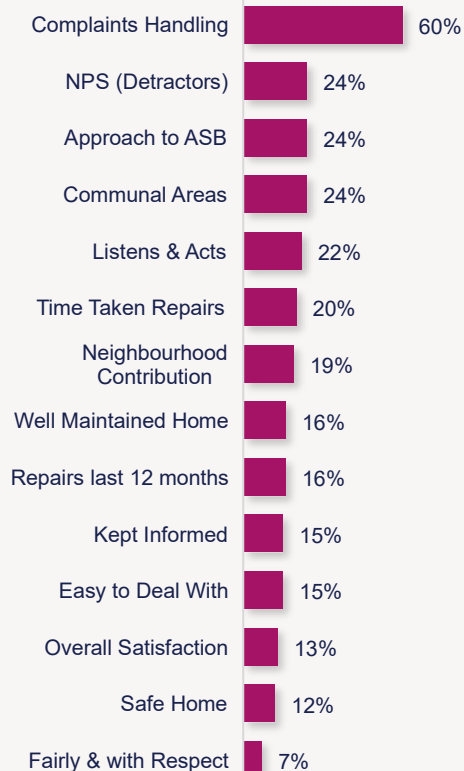 Complaints Handling 60%
NPS (Detractors) 24%
Approach to ASB 24%
Communal Areas 24%
Listens & Acts 22%
Time Taken Repairs 20%
Neighbourhood
Contribution 19%
Well Maintained Home 16%
Repairs last 12 months 16%
Kept Informed 15%
Easy to Deal With 15%
Overall Satisfaction 13%
Safe Home 12%
Fairly & with Respect 7%